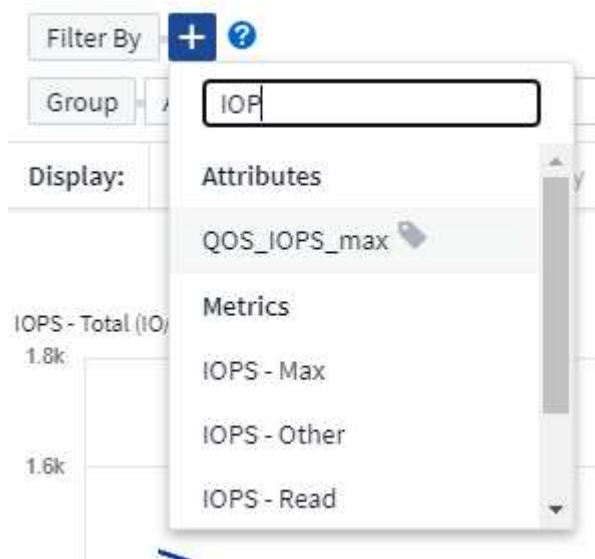 Filter By + ?
Group
IOP
Display:
Attributes
QOS_IOPS_max
Metrics
IOPS - Total (IO/
1.8k
IOPS - Max
IOPS - Other
1.6k
IOPS - Read